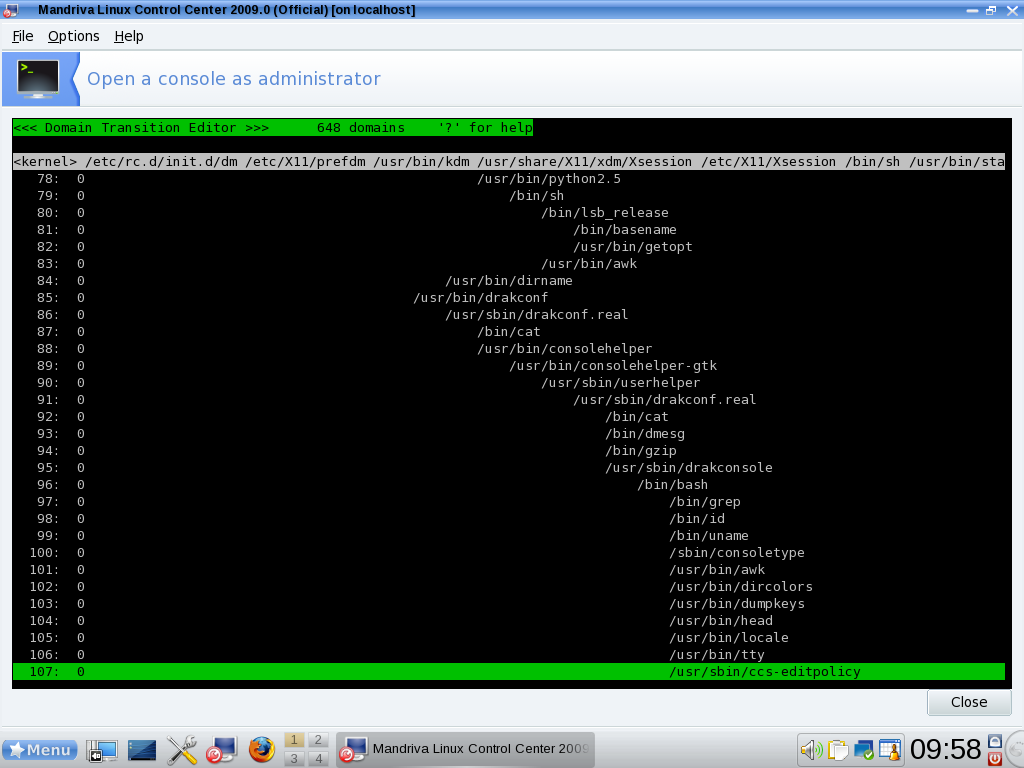 Mandriva Linux Control Center 2009.0 (Official) [on localhost]
File Options Help
>_
Open a console as administrator
<<< Domain Transition Editor >>>      648 domains    '?' for help
<kernel> /etc/rc.d/init.d/dm /etc/X11/prefdm /usr/bin/kdm /usr/share/X11/xdm/Xsession /etc/X11/Xsession /bin/sh /usr/bin/sta
78: 0 /usr/bin/python2.5
79: 0 /bin/sh
80: 0 /bin/lsb_release
81: 0 /bin/basename
82: 0 /usr/bin/getopt
83: 0 /usr/bin/awk
84: 0 /usr/bin/dirname
85: 0 /usr/bin/drakconf
86: 0 /usr/sbin/drakconf.real
87: 0 /bin/cat
88: 0 /usr/bin/consolehelper
89: 0 /usr/bin/consolehelper-gtk
90: 0 /usr/sbin/userhelper
91: 0 /usr/sbin/drakconf.real
92: 0 /bin/cat
93: 0 /bin/dmesg
94: 0 /bin/gzip
95: 0 /usr/sbin/drakconsole
96: 0 /bin/bash
97: 0 /bin/grep
98: 0 /bin/id
99: 0 /bin/uname
100: 0 /sbin/consoletype
101: 0 /usr/bin/awk
102: 0 /usr/bin/dircolors
103: 0 /usr/bin/dumpkeys
104: 0 /usr/bin/head
105: 0 /usr/bin/locale
106: 0 /usr/bin/tty
107: 0 /usr/sbin/ccs-editpolicy
Close
Menu 1 2 3 4 Mandriva Linux Control Center 2009 09:58